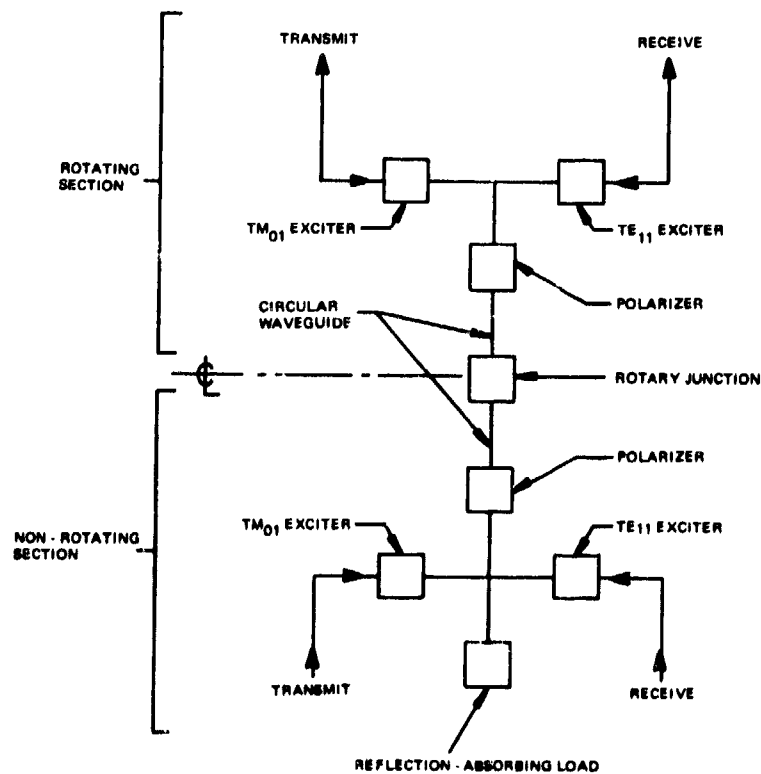 TRANSMIT
RECEIVE
ROTATING
SECTION
TM01 EXCITER
TE11 EXCITER
POLARIZER
CIRCULAR
WAVEGUIDE
℄
ROTARY JUNCTION
POLARIZER
TM01 EXCITER
TE11 EXCITER
NON - ROTATING
SECTION
TRANSMIT
RECEIVE
REFLECTION - ABSORBING LOAD